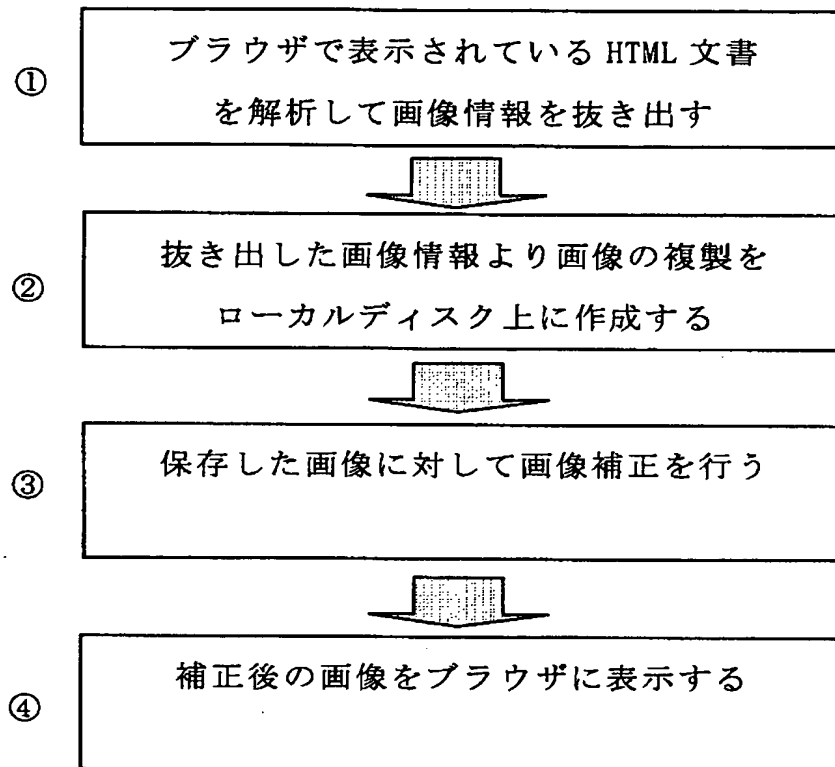 ①
ブラウザで表示されている HTML 文書
を解析して画像情報を抜き出す
②
抜き出した画像情報より画像の複製を
ローカルディスク上に作成する
③
保存した画像に対して画像補正を行う
④
補正後の画像をブラウザに表示する